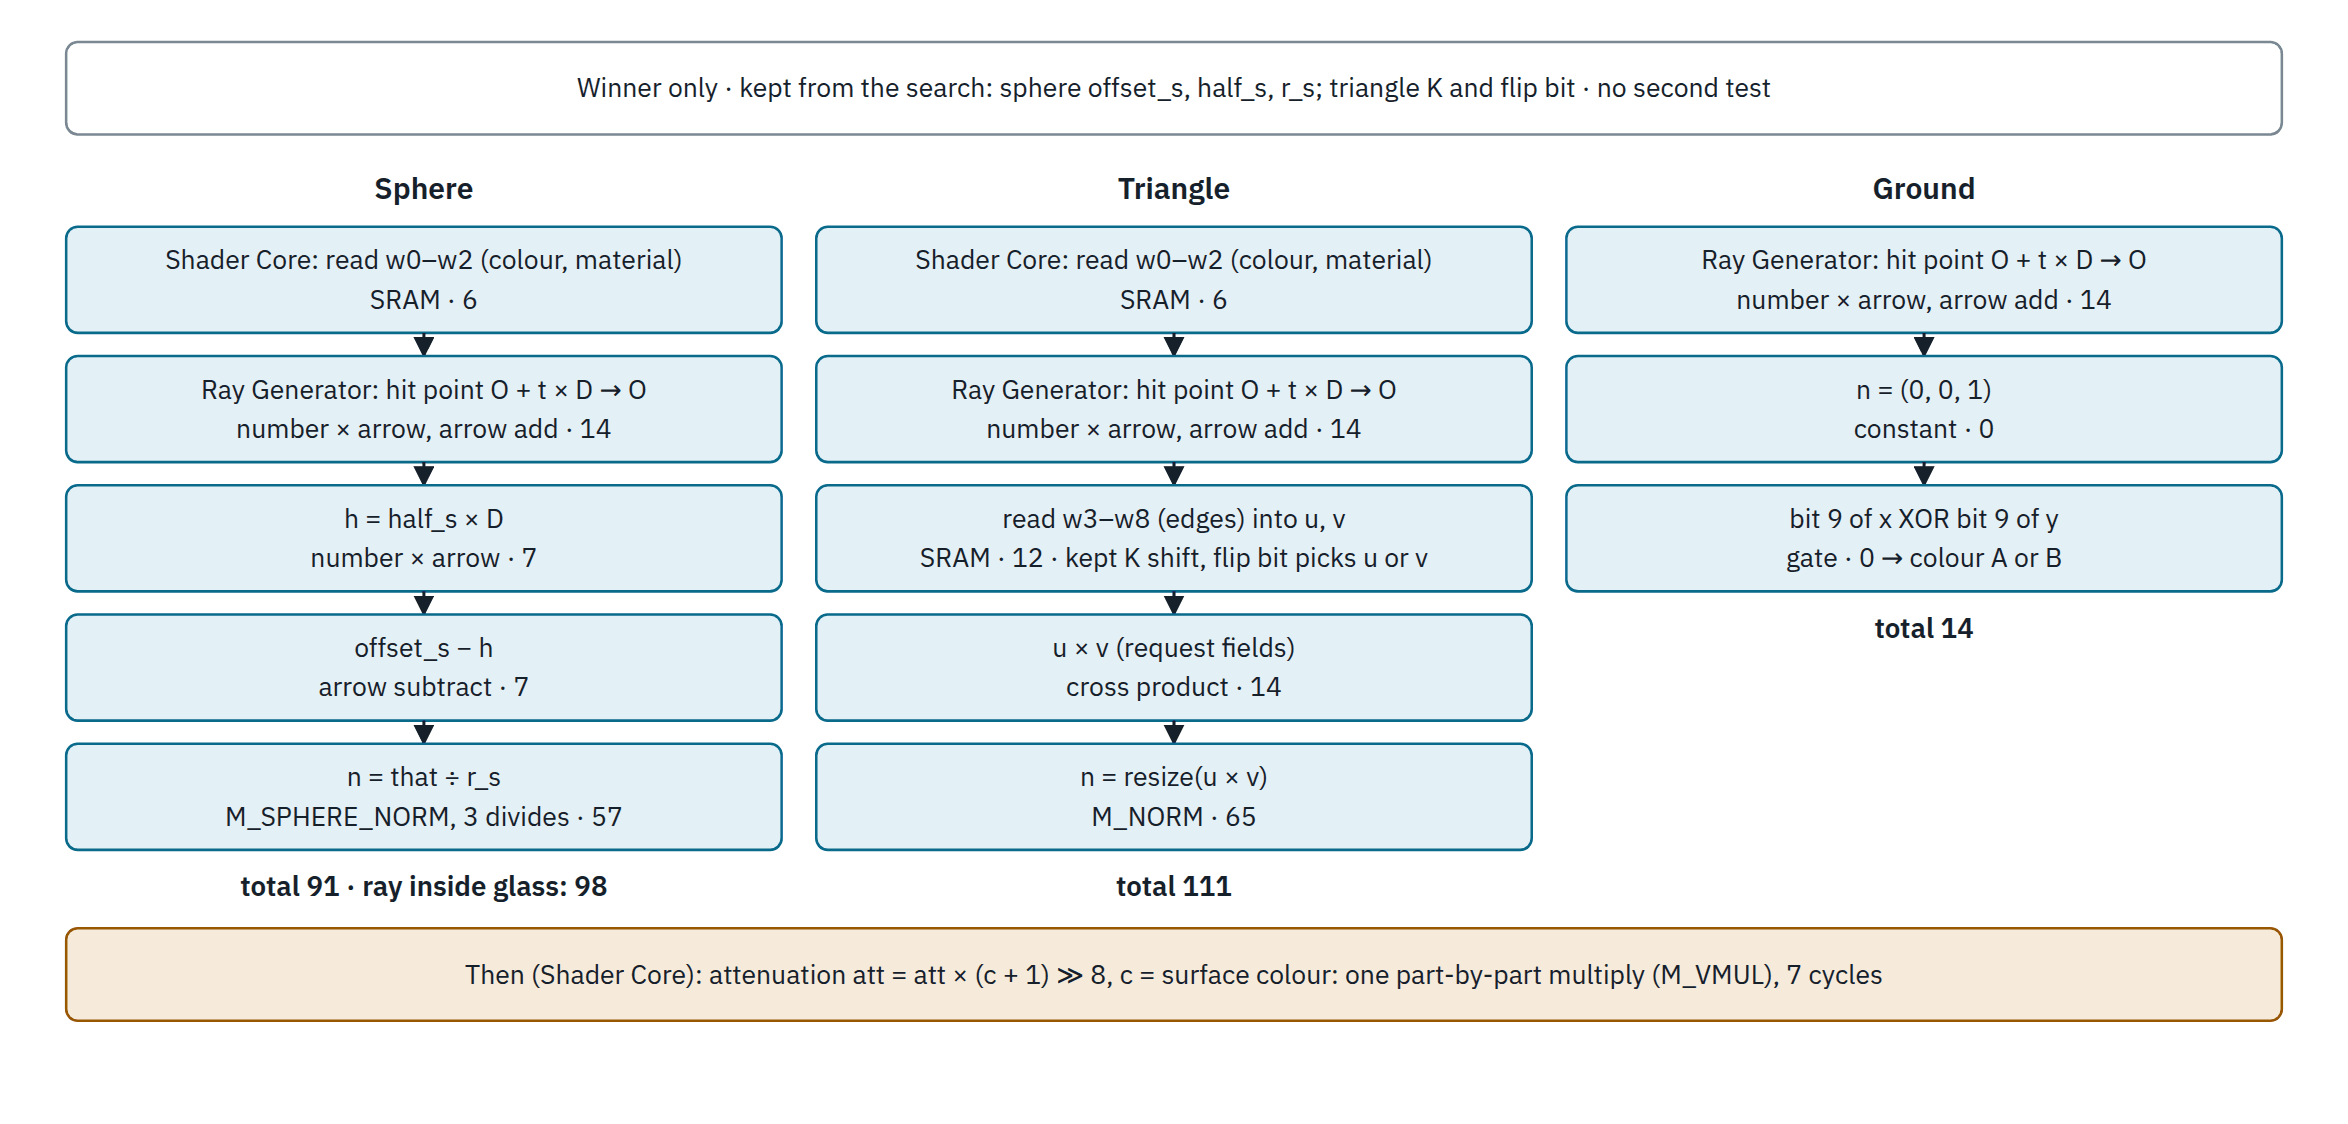 Winner only · kept from the search: sphere offset_s, half_s, r_s; triangle K and flip bit · no second test
Sphere
Shader Core: read w0–w2 (colour, material)
SRAM · 6
Ray Generator: hit point O + t × D → O
number × arrow, arrow add · 14
h = half_s × D
number × arrow · 7
offset_s − h
arrow subtract · 7
n = that ÷ r_s
M_SPHERE_NORM, 3 divides · 57
total 91 · ray inside glass: 98
Triangle
Shader Core: read w0–w2 (colour, material)
SRAM · 6
Ray Generator: hit point O + t × D → O
number × arrow, arrow add · 14
read w3–w8 (edges) into u, v
SRAM · 12 · kept K shift, flip bit picks u or v
u × v (request fields)
cross product · 14
n = resize(u × v)
M_NORM · 65
total 111
Ground
Ray Generator: hit point O + t × D → O
number × arrow, arrow add · 14
n = (0, 0, 1)
constant · 0
bit 9 of x XOR bit 9 of y
gate · 0 → colour A or B
total 14
Then (Shader Core): attenuation att = att × (c + 1) ≫ 8, c = surface colour: one part-by-part multiply (M_VMUL), 7 cycles